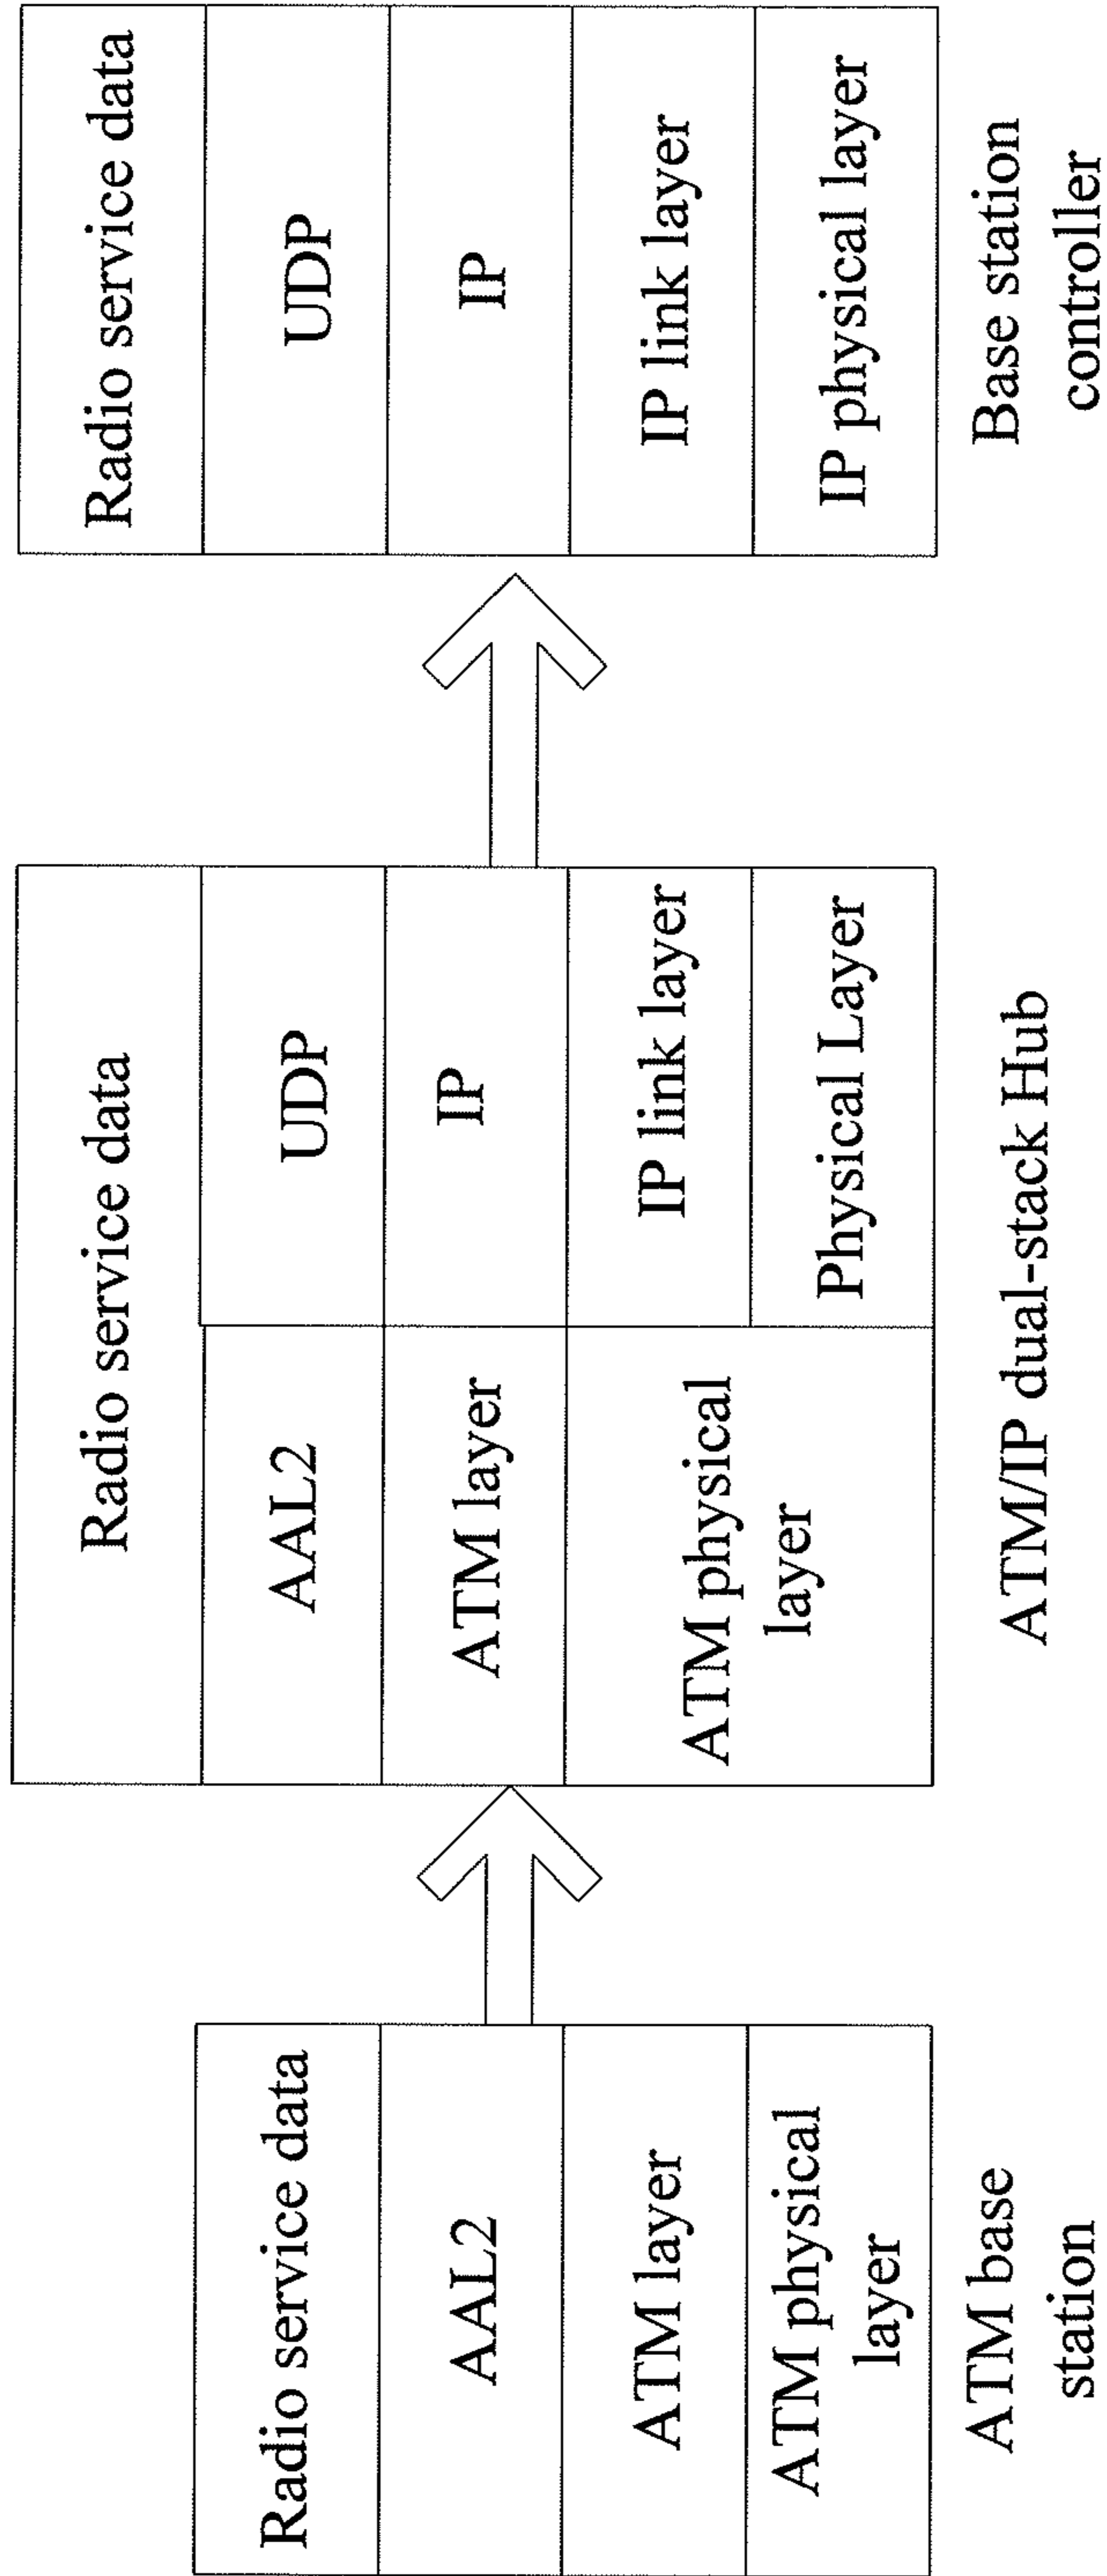 Radio service data
AAL2
ATM layer
ATM physical
layer
ATM base
station
Radio service data
AAL2
ATM layer
ATM physical
layer
UDP
IP
IP link layer
Physical Layer
ATM/IP dual-stack Hub
Radio service data
UDP
IP
IP link layer
IP physical layer
Base station
controller